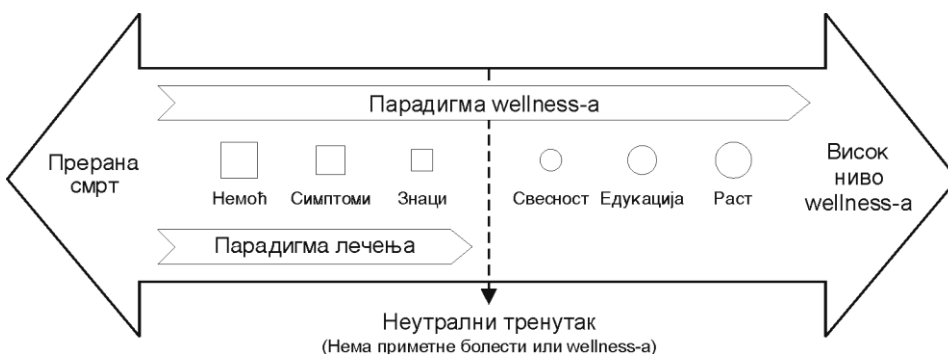 Парадигма wellness-a
Прерана
смрт
Немоћ Симптоми Знаци Свесност Едукација Раст
Висок
ниво
wellness-a
Парадигма лечења
Неутрални тренутак
(Нема приметне болести или wellness-a)